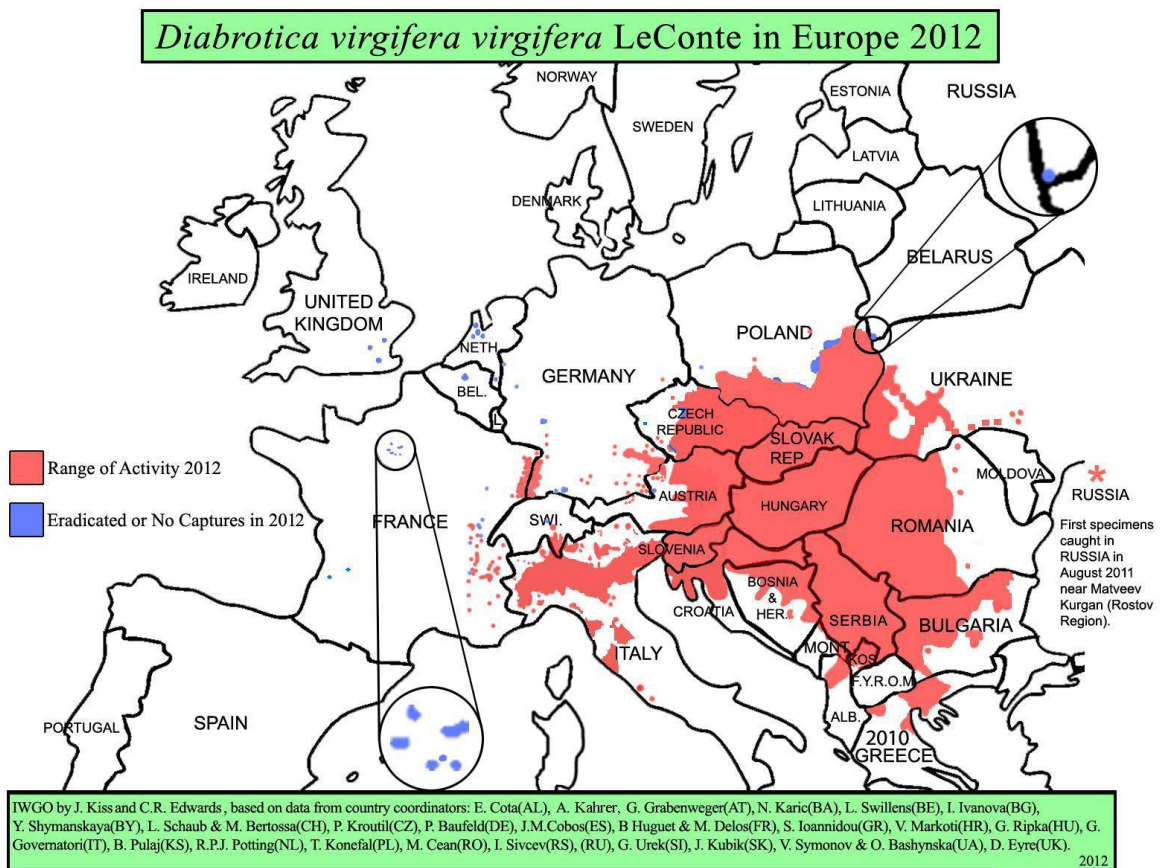 Diabrotica virgifera virgifera LeConte in Europe 2012
NORWAY
ESTONIA
RUSSIA
SWEDEN
LATVIA
DENMARK
LITHUANIA
IRELAND
BELARUS
UNITED
KINGDOM
POLAND
NETH.
GERMANY
UKRAINE
BEL.
L.
CZECH
REPUBLIC
SLOVAK
REP.
Range of Activity 2012
MOLDOVA
AUSTRIA
RUSSIA
HUNGARY
Eradicated or No Captures in 2012
FRANCE
SWI.
ROMANIA
First specimens
caught in
RUSSIA in
August 2011
near Matveev
Kurgan (Rostov
Region).
SLOVENIA
BOSNIA
&
HER.
CROATIA
SERBIA
BULGARIA
ITALY
MONT.
KOS.
F.Y.R.O.M
ALB.
PORTUGAL
SPAIN
2010
GREECE
IWGO by J. Kiss and C.R. Edwards, based on data from country coordinators: E. Cota(AL), A. Kahrer, G. Grabenweger(AT), N. Karic(BA), L. Swillens(BE), I. Ivanova(BG),
Y. Shymanskaya(BY), L. Schaub & M. Bertossa(CH), P. Kroutil(CZ), P. Baufeld(DE), J.M.Cobos(ES), B Huguet & M. Delos(FR), S. Ioannidou(GR), V. Markoti(HR), G. Ripka(HU), G.
Governatori(IT), B. Pulaj(KS), R.P.J. Potting(NL), T. Konefal(PL), M. Cean(RO), I. Sivcev(RS), (RU), G. Urek(SI), J. Kubik(SK), V. Symonov & O. Bashynska(UA), D. Eyre(UK).
2012